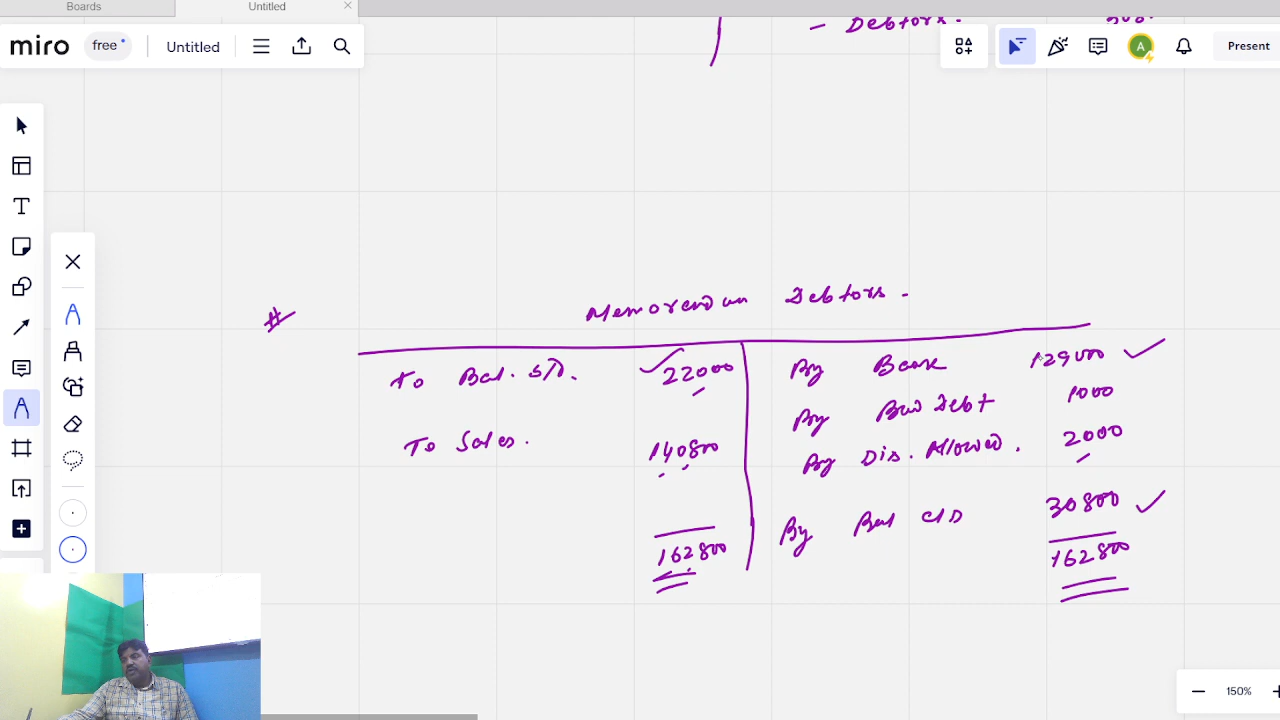 Boards
Untitled
miro
free
Untitled
A
Present
- Debtors.
# Memorandum Debtors.
To Bal. b/D. 22000
By Bank 129000
By Bad Debt 1000
To Sales. 140800
By Dis. Allowed. 2000
By Bal c/D 30800
162800
162800
150%